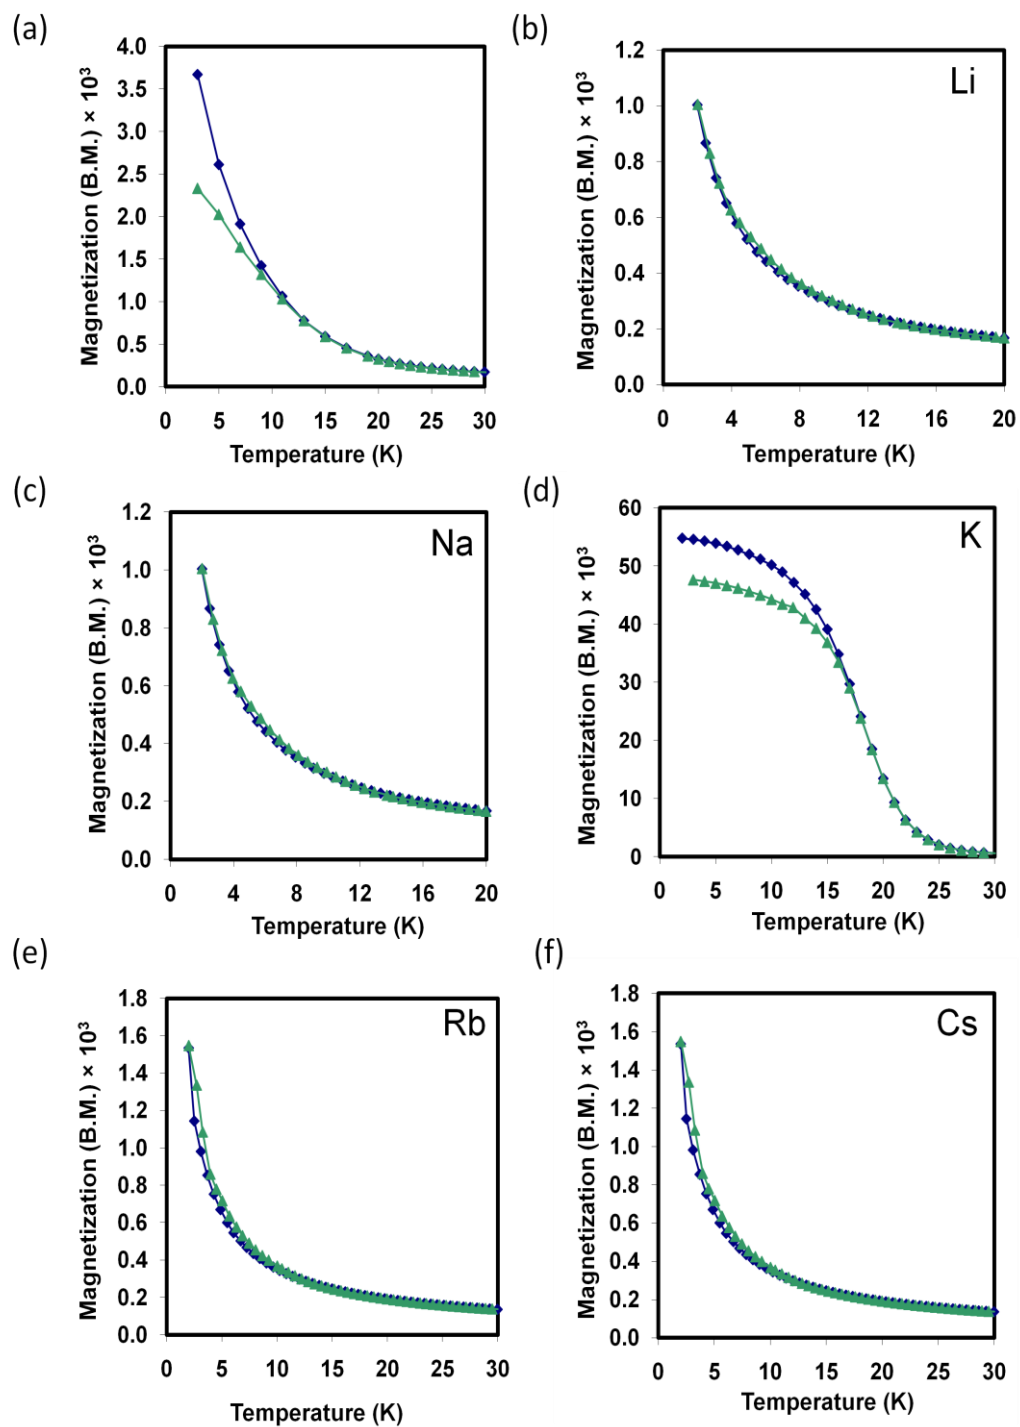 (a)
4.0
3.5
3.0
2.5
2.0
1.5
1.0
0.5
0.0
Magnetization (B.M.) × 10³
0 5 10 15 20 25 30
Temperature (K)
(b)
Li
1.2
1.0
0.8
0.6
0.4
0.2
0.0
Magnetization (B.M.) × 10³
0 4 8 12 16 20
Temperature (K)
(c)
Na
1.2
1.0
0.8
0.6
0.4
0.2
0.0
Magnetization (B.M.) × 10³
0 4 8 12 16 20
Temperature (K)
(d)
K
60
50
40
30
20
10
0
Magnetization (B.M.) × 10³
0 5 10 15 20 25 30
Temperature (K)
(e)
Rb
1.8
1.6
1.4
1.2
1.0
0.8
0.6
0.4
0.2
0.0
Magnetization (B.M.) × 10³
0 5 10 15 20 25 30
Temperature (K)
(f)
Cs
1.8
1.6
1.4
1.2
1.0
0.8
0.6
0.4
0.2
0.0
Magnetization (B.M.) × 10³
0 5 10 15 20 25 30
Temperature (K)